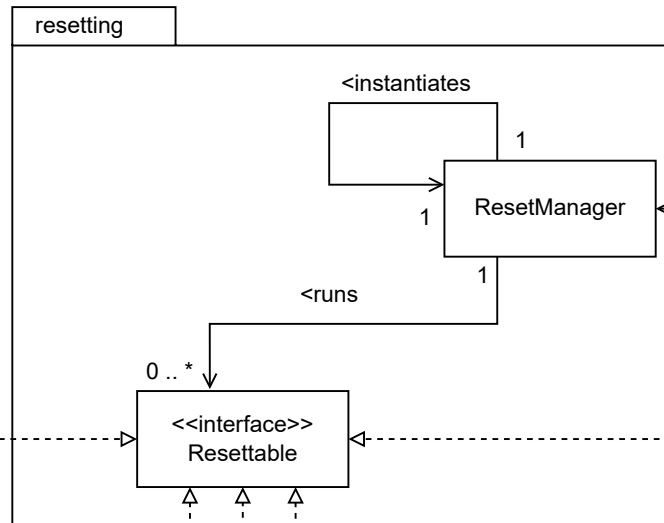 resetting
<instantiates
1
1
ResetManager
1
<runs
0 .. *
<<interface>>
Resettable